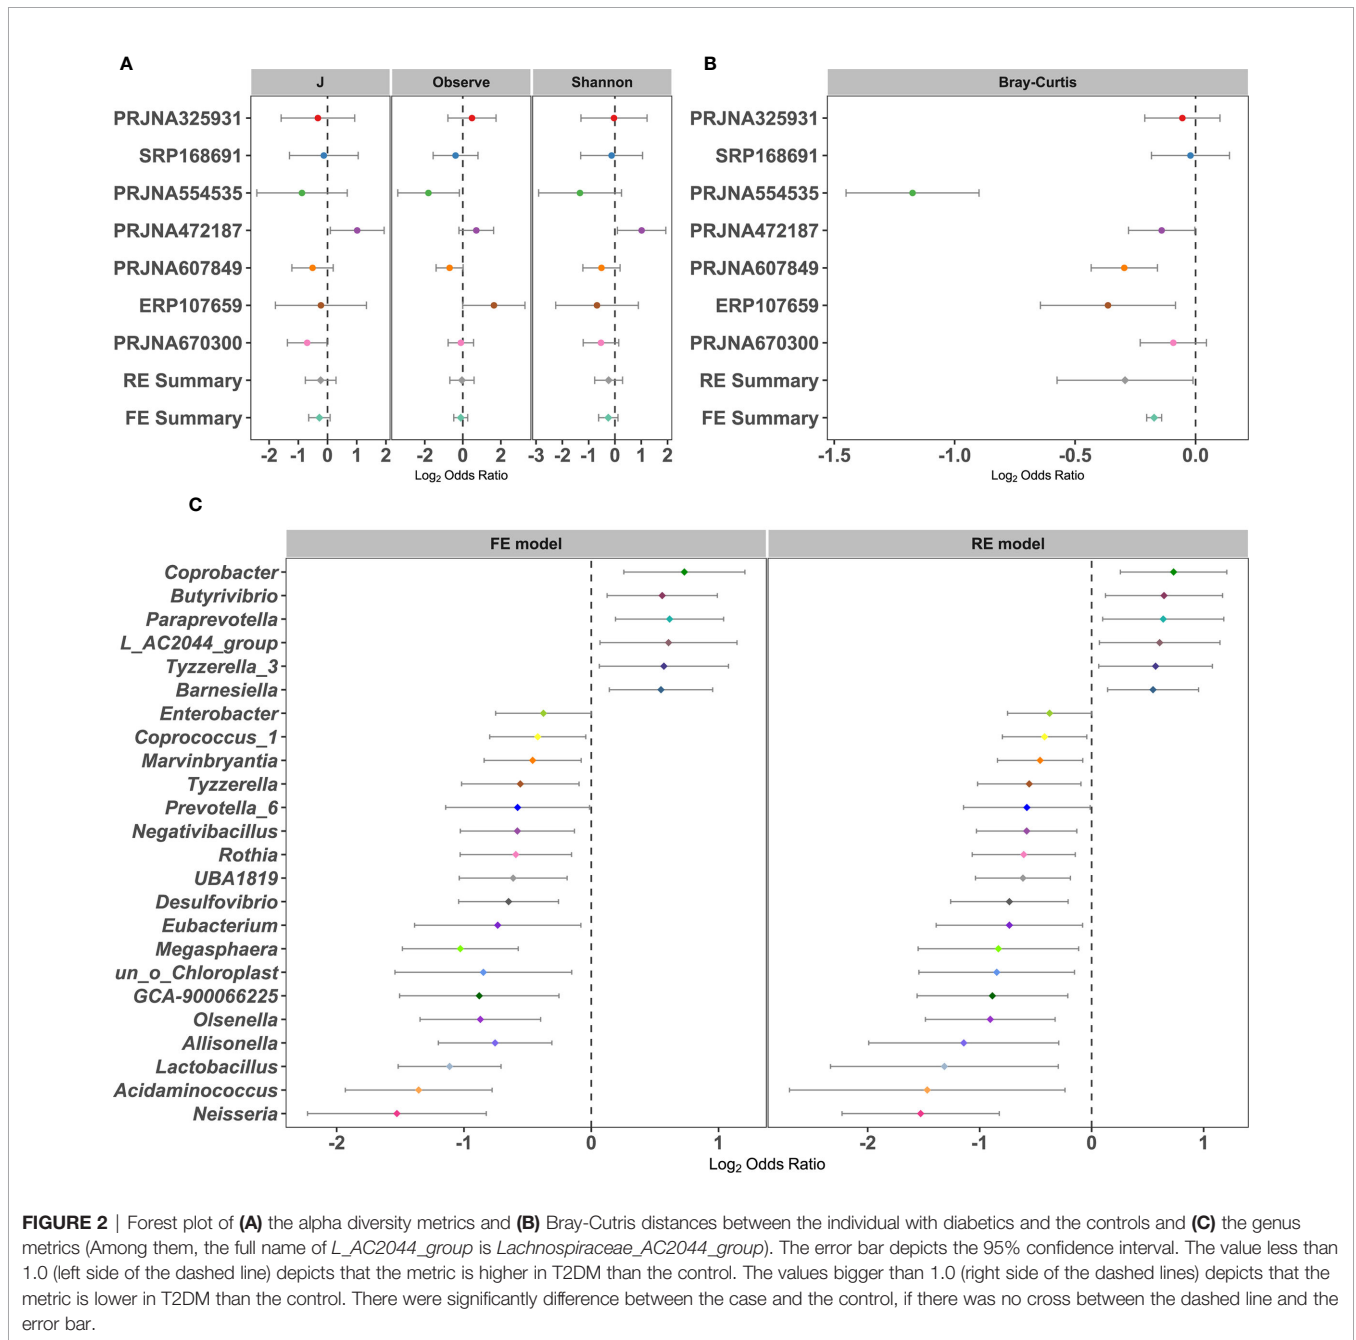 A
B
J
Observe
Shannon
Bray-Curtis
PRJNA325931
SRP168691
PRJNA554535
PRJNA472187
PRJNA607849
ERP107659
PRJNA670300
RE Summary
FE Summary
-2 -1 0 1 2
-2 0 2
-3 -2 -1 0 1 2
Log2 Odds Ratio
PRJNA325931
SRP168691
PRJNA554535
PRJNA472187
PRJNA607849
ERP107659
PRJNA670300
RE Summary
FE Summary
-1.5 -1.0 -0.5 0.0
Log2 Odds Ratio
C
FE model
RE model
Coprobacter
Butyrivibrio
Paraprevotella
L_AC2044_group
Tyzzerella_3
Barnesiella
Enterobacter
Coprococcus_1
Marvinbryantia
Tyzzerella
Prevotella_6
Negativibacillus
Rothia
UBA1819
Desulfovibrio
Eubacterium
Megasphaera
un_o_Chloroplast
GCA-900066225
Olsenella
Allisonella
Lactobacillus
Acidaminococcus
Neisseria
-2 -1 0 1
-2 -1 0 1
Log2 Odds Ratio
FIGURE 2 | Forest plot of (A) the alpha diversity metrics and (B) Bray-Cutris distances between the individual with diabetics and the controls and (C) the genus
metrics (Among them, the full name of L_AC2044_group is Lachnospiraceae_AC2044_group). The error bar depicts the 95% confidence interval. The value less than
1.0 (left side of the dashed line) depicts that the metric is higher in T2DM than the control. The values bigger than 1.0 (right side of the dashed lines) depicts that the
metric is lower in T2DM than the control. There were significantly difference between the case and the control, if there was no cross between the dashed line and the
error bar.